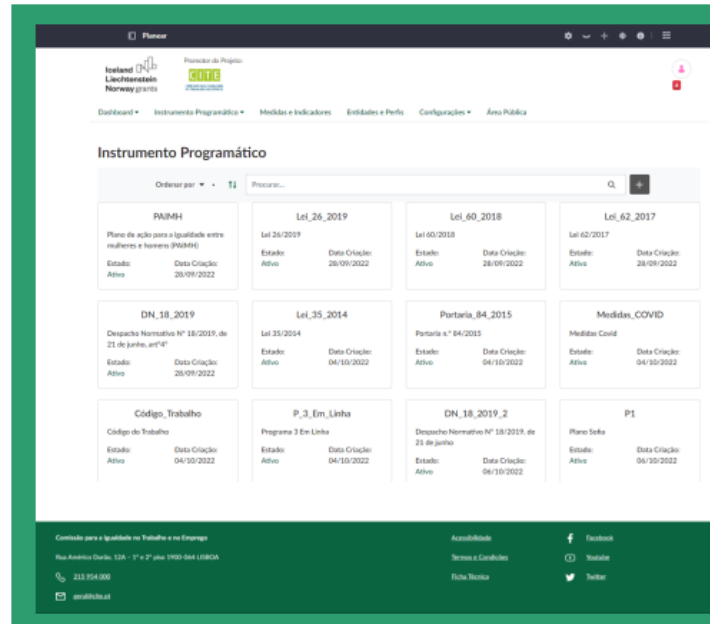 Planear
Iceland
Liechtenstein
Norway grants
Promotor do Projeto:
CITE
4
Dashboard
Instrumento Programático
Medidas e Indicadores
Entidades e Perfis
Configurações
Área Pública
Instrumento Programático
Ordenar por
Procurar...
PAIMH
Plano de ação para a igualdade entre
mulheres e homens (PAIMH)
Estado: Data Criação:
Ativo 28/09/2022
Lei_26_2019
Lei 26/2019
Estado: Data Criação:
Ativo 28/09/2022
Lei_60_2018
Lei 60/2018
Estado: Data Criação:
Ativo 28/09/2022
Lei_62_2017
Lei 62/2017
Estado: Data Criação:
Ativo 28/09/2022
DN_18_2019
Despacho Normativo Nº 18/2019, de
21 de junho, artº4º
Estado: Data Criação:
Ativo 28/09/2022
Lei_35_2014
Lei 35/2014
Estado: Data Criação:
Ativo 04/10/2022
Portaria_84_2015
Portaria n.º 84/2015
Estado: Data Criação:
Ativo 04/10/2022
Medidas_COVID
Medidas Covid
Estado: Data Criação:
Ativo 04/10/2022
Código_Trabalho
Código do Trabalho
Estado: Data Criação:
Ativo 04/10/2022
P_3_Em_Linha
Programa 3 Em Linha
Estado: Data Criação:
Ativo 04/10/2022
DN_18_2019_2
Despacho Normativo Nº 18/2019, de
21 de junho
Estado: Data Criação:
Ativo 06/10/2022
P1
Plano Sofia
Estado: Data Criação:
Ativo 06/10/2022
Comissão para a Igualdade no Trabalho e no Emprego
Rua Américo Durão, 12A - 1º e 2º piso 1900-064 LISBOA
215 954 000
geral@cite.pt
Acessibilidade
Termos e Condições
Ficha Técnica
Facebook
Youtube
Twitter